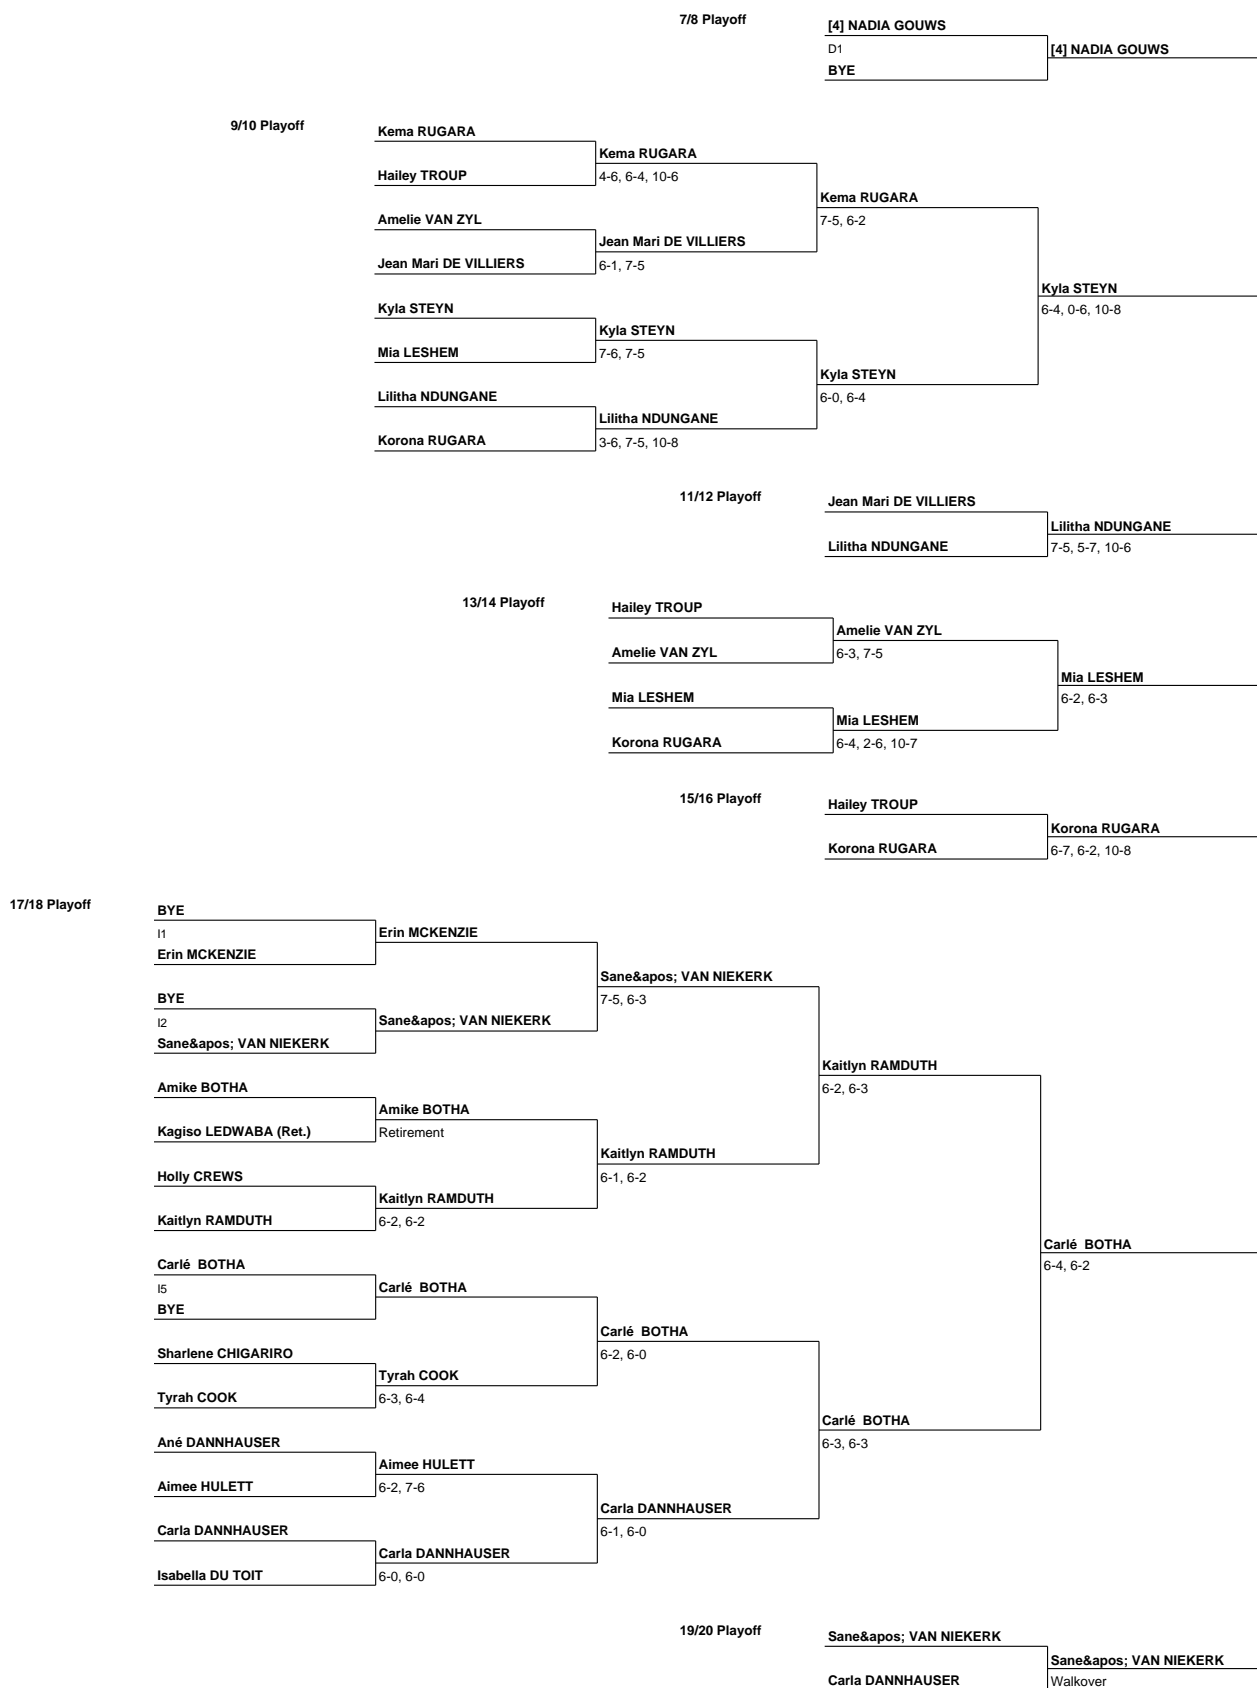 7/8 Playoff
[4] NADIA GOUWS
D1
[4] NADIA GOUWS
BYE
9/10 Playoff
Kema RUGARA
Kema RUGARA
Hailey TROUP
4-6, 6-4, 10-6
Kema RUGARA
Amelie VAN ZYL
7-5, 6-2
Jean Mari DE VILLIERS
Jean Mari DE VILLIERS
6-1, 7-5
Kyla STEYN
6-4, 0-6, 10-8
Kyla STEYN
Kyla STEYN
Mia LESHEM
7-6, 7-5
Kyla STEYN
Lilitha NDUNGANE
6-0, 6-4
Lilitha NDUNGANE
Korona RUGARA
3-6, 7-5, 10-8
11/12 Playoff
Jean Mari DE VILLIERS
Lilitha NDUNGANE
Lilitha NDUNGANE
7-5, 5-7, 10-6
13/14 Playoff
Hailey TROUP
Amelie VAN ZYL
Amelie VAN ZYL
6-3, 7-5
Mia LESHEM
Mia LESHEM
6-2, 6-3
Mia LESHEM
Korona RUGARA
6-4, 2-6, 10-7
15/16 Playoff
Hailey TROUP
Korona RUGARA
Korona RUGARA
6-7, 6-2, 10-8
17/18 Playoff
BYE
I1
Erin MCKENZIE
Erin MCKENZIE
Sane&apos; VAN NIEKERK
BYE
7-5, 6-3
I2
Sane&apos; VAN NIEKERK
Sane&apos; VAN NIEKERK
Kaitlyn RAMDUTH
Amike BOTHA
6-2, 6-3
Amike BOTHA
Kagiso LEDWABA (Ret.)
Retirement
Kaitlyn RAMDUTH
Holly CREWS
6-1, 6-2
Kaitlyn RAMDUTH
Kaitlyn RAMDUTH
6-2, 6-2
Carlé  BOTHA
Carlé  BOTHA
6-4, 6-2
I5
Carlé  BOTHA
BYE
Carlé  BOTHA
Sharlene CHIGARIRO
6-2, 6-0
Tyrah COOK
Tyrah COOK
6-3, 6-4
Carlé  BOTHA
Ané DANNHAUSER
6-3, 6-3
Aimee HULETT
Aimee HULETT
6-2, 7-6
Carla DANNHAUSER
Carla DANNHAUSER
6-1, 6-0
Carla DANNHAUSER
Isabella DU TOIT
6-0, 6-0
19/20 Playoff
Sane&apos; VAN NIEKERK
Sane&apos; VAN NIEKERK
Carla DANNHAUSER
Walkover